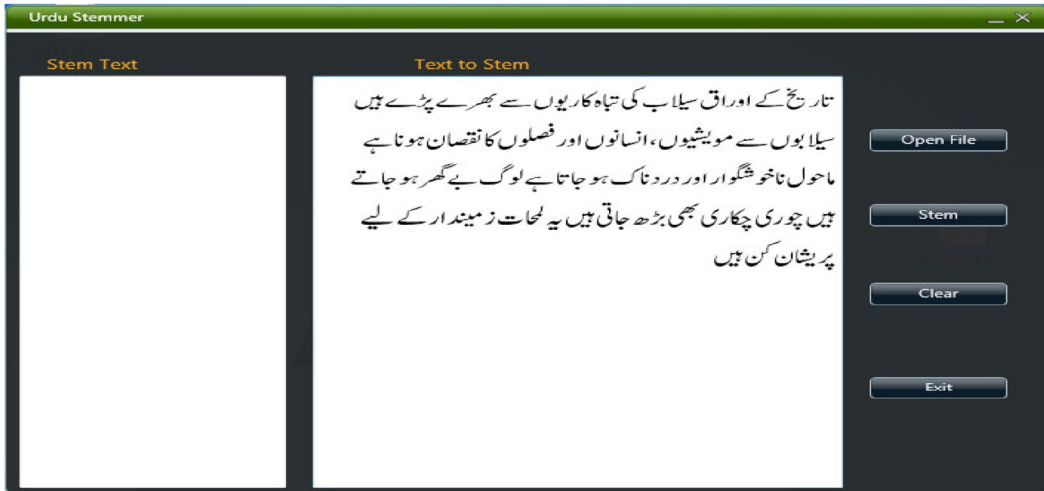 Urdu Stemmer
Stem Text
Text to Stem
تاریخ کے اوراق سیلاب کی تباہ کاریوں سے بھرے پڑے ہیں
سیلابوں سے مویشیوں، انسانوں اور فصلوں کا نقصان ہونا ہے
ماحول ناخوشگوار اور دردناک ہو جاتا ہے لوگ بے گھر ہو جاتے
ہیں چوری چکاری بھی بڑھ جاتی ہیں یہ لمحات زمیندار کے لیے
پریشان کن ہیں
Open File
Stem
Clear
Exit